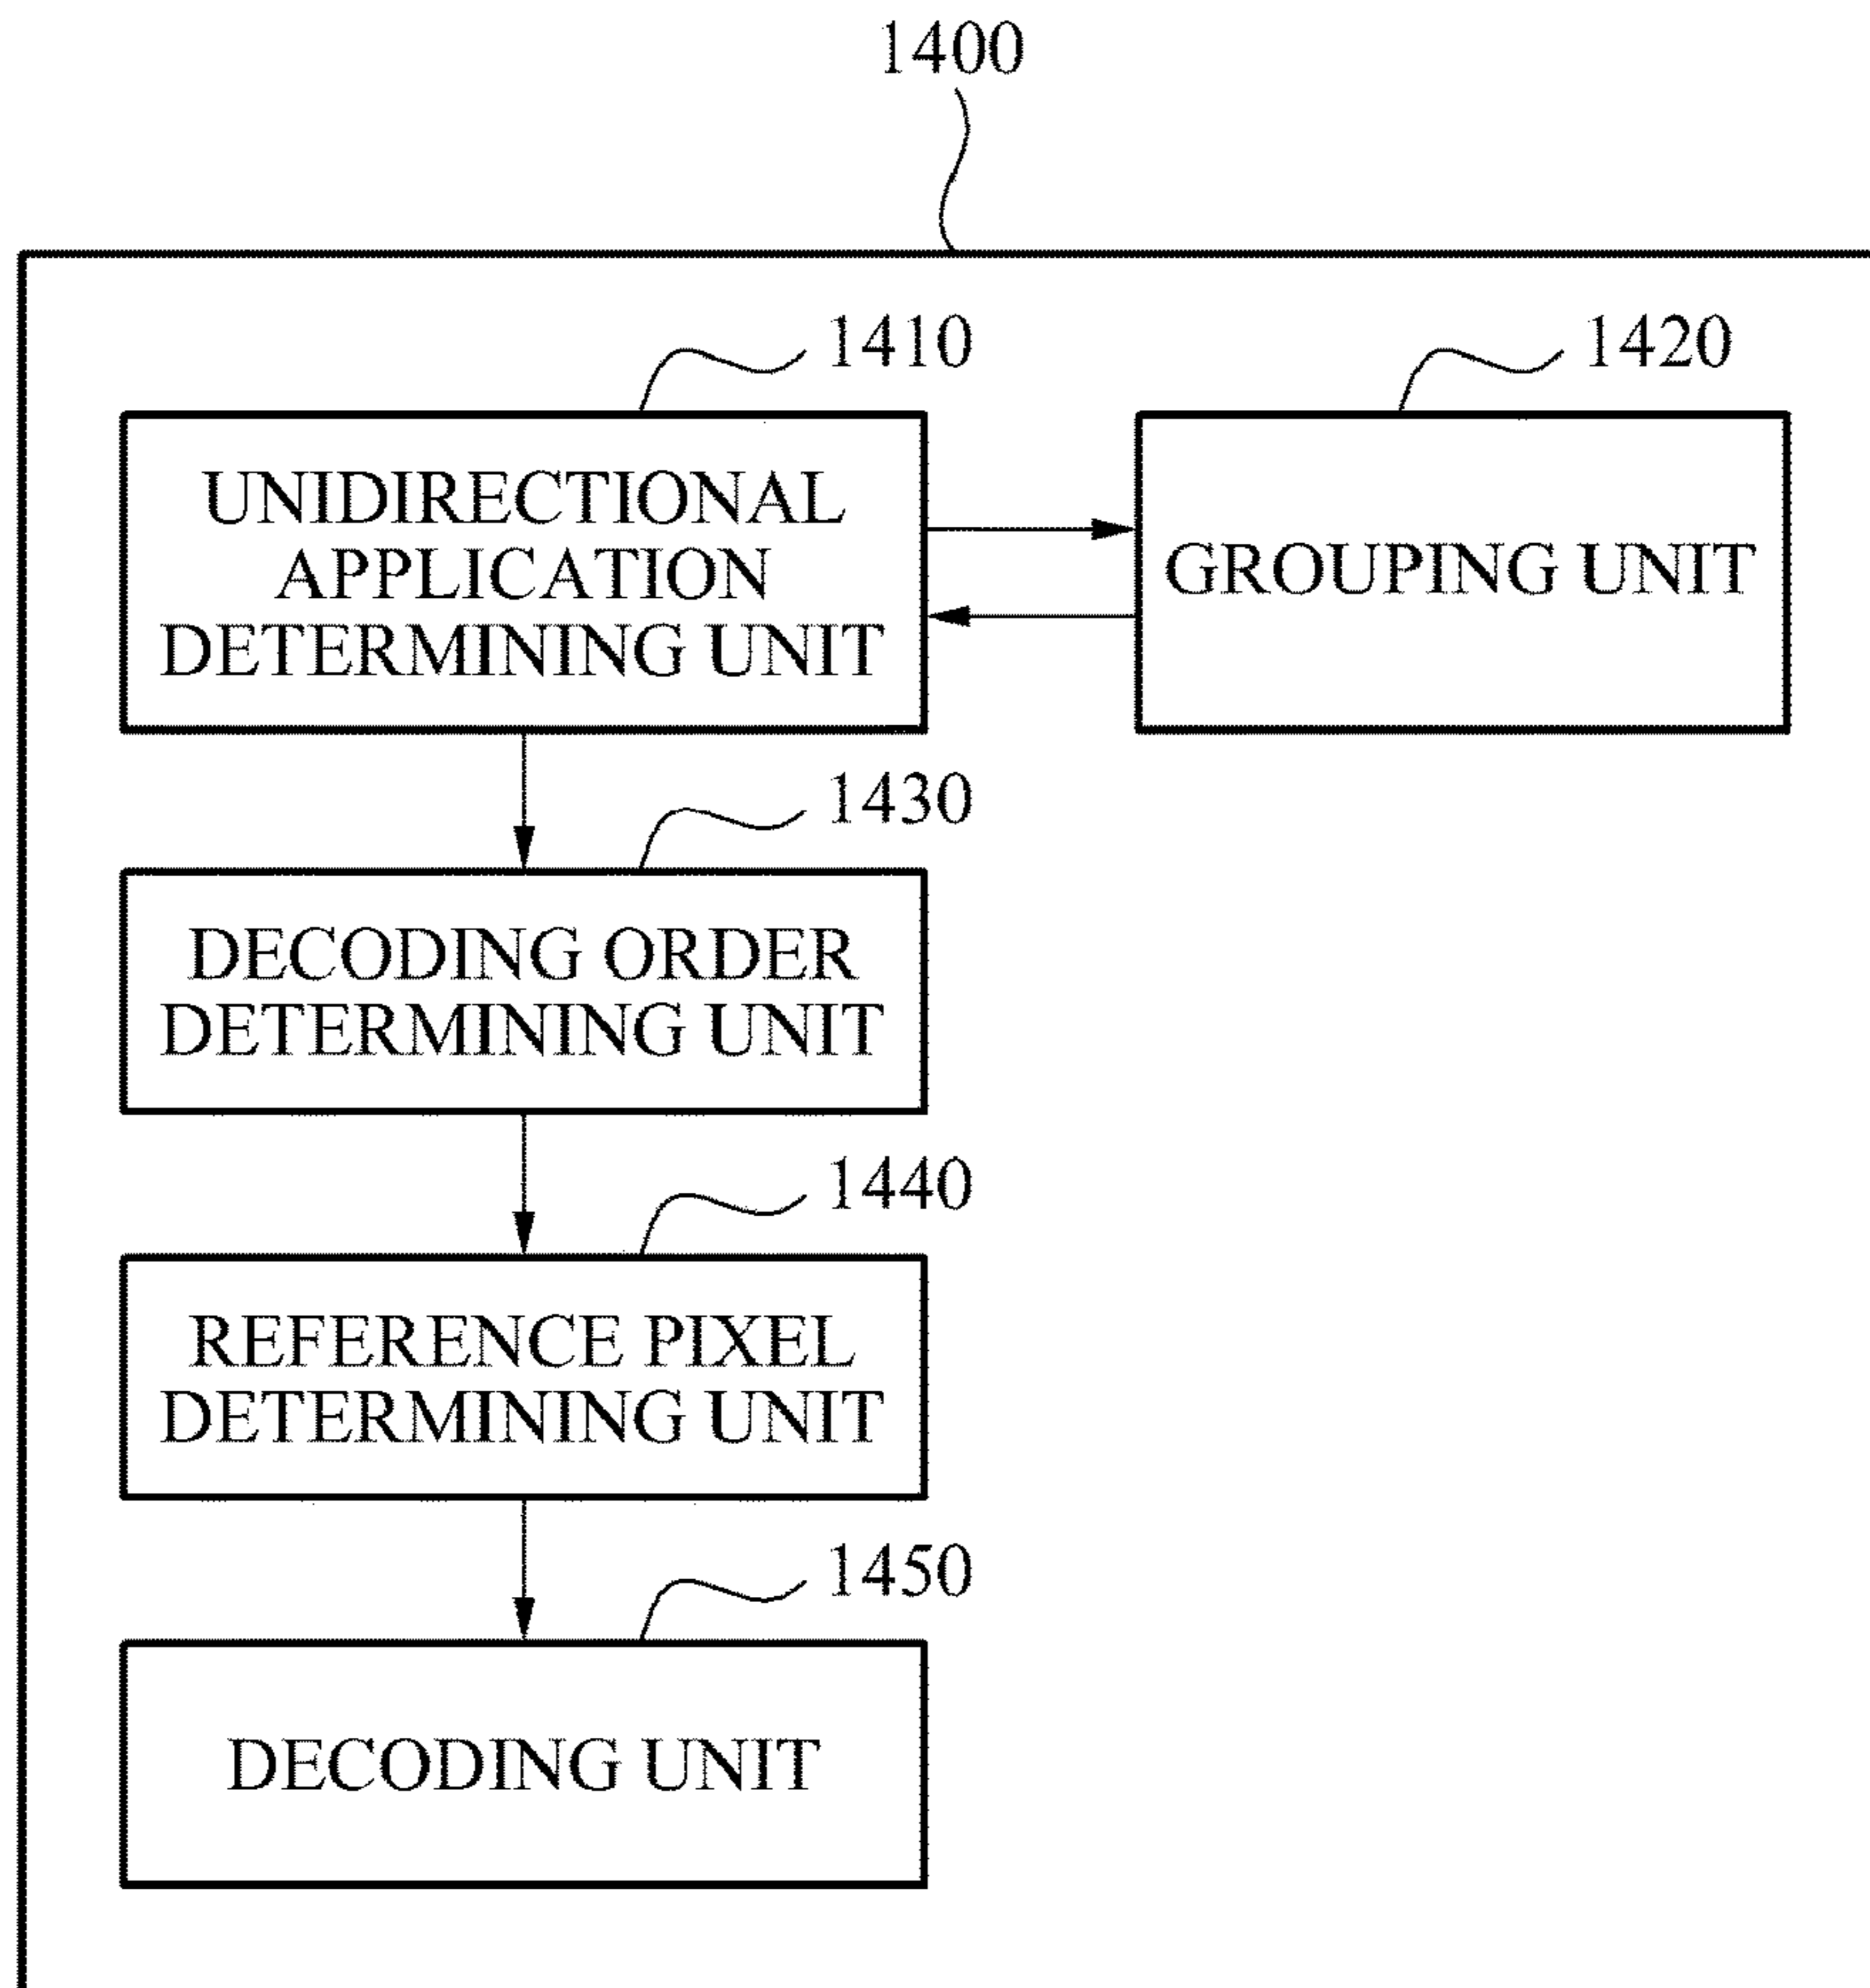 1400
1410
1420
UNIDIRECTIONAL
APPLICATION
DETERMINING UNIT
GROUPING UNIT
1430
DECODING ORDER
DETERMINING UNIT
1440
REFERENCE PIXEL
DETERMINING UNIT
1450
DECODING UNIT